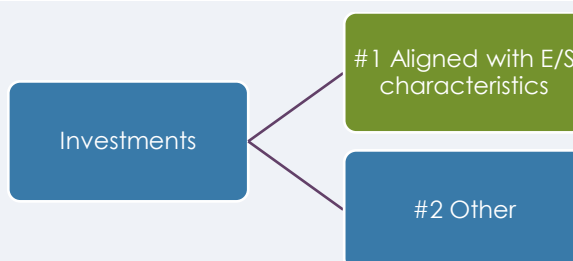 #1 Aligned with E/S
characteristics
Investments
#2 Other